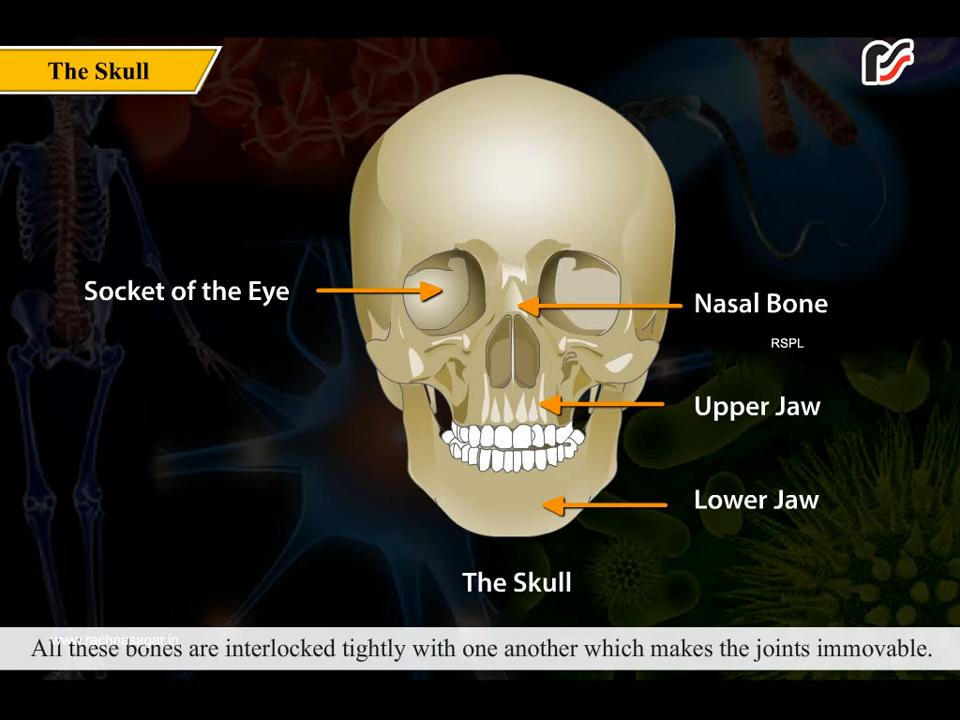 The Skull
Socket of the Eye
Nasal Bone
RSPL
Upper Jaw
Lower Jaw
The Skull
www.rachnasagar.in
All these bones are interlocked tightly with one another which makes the joints immovable.